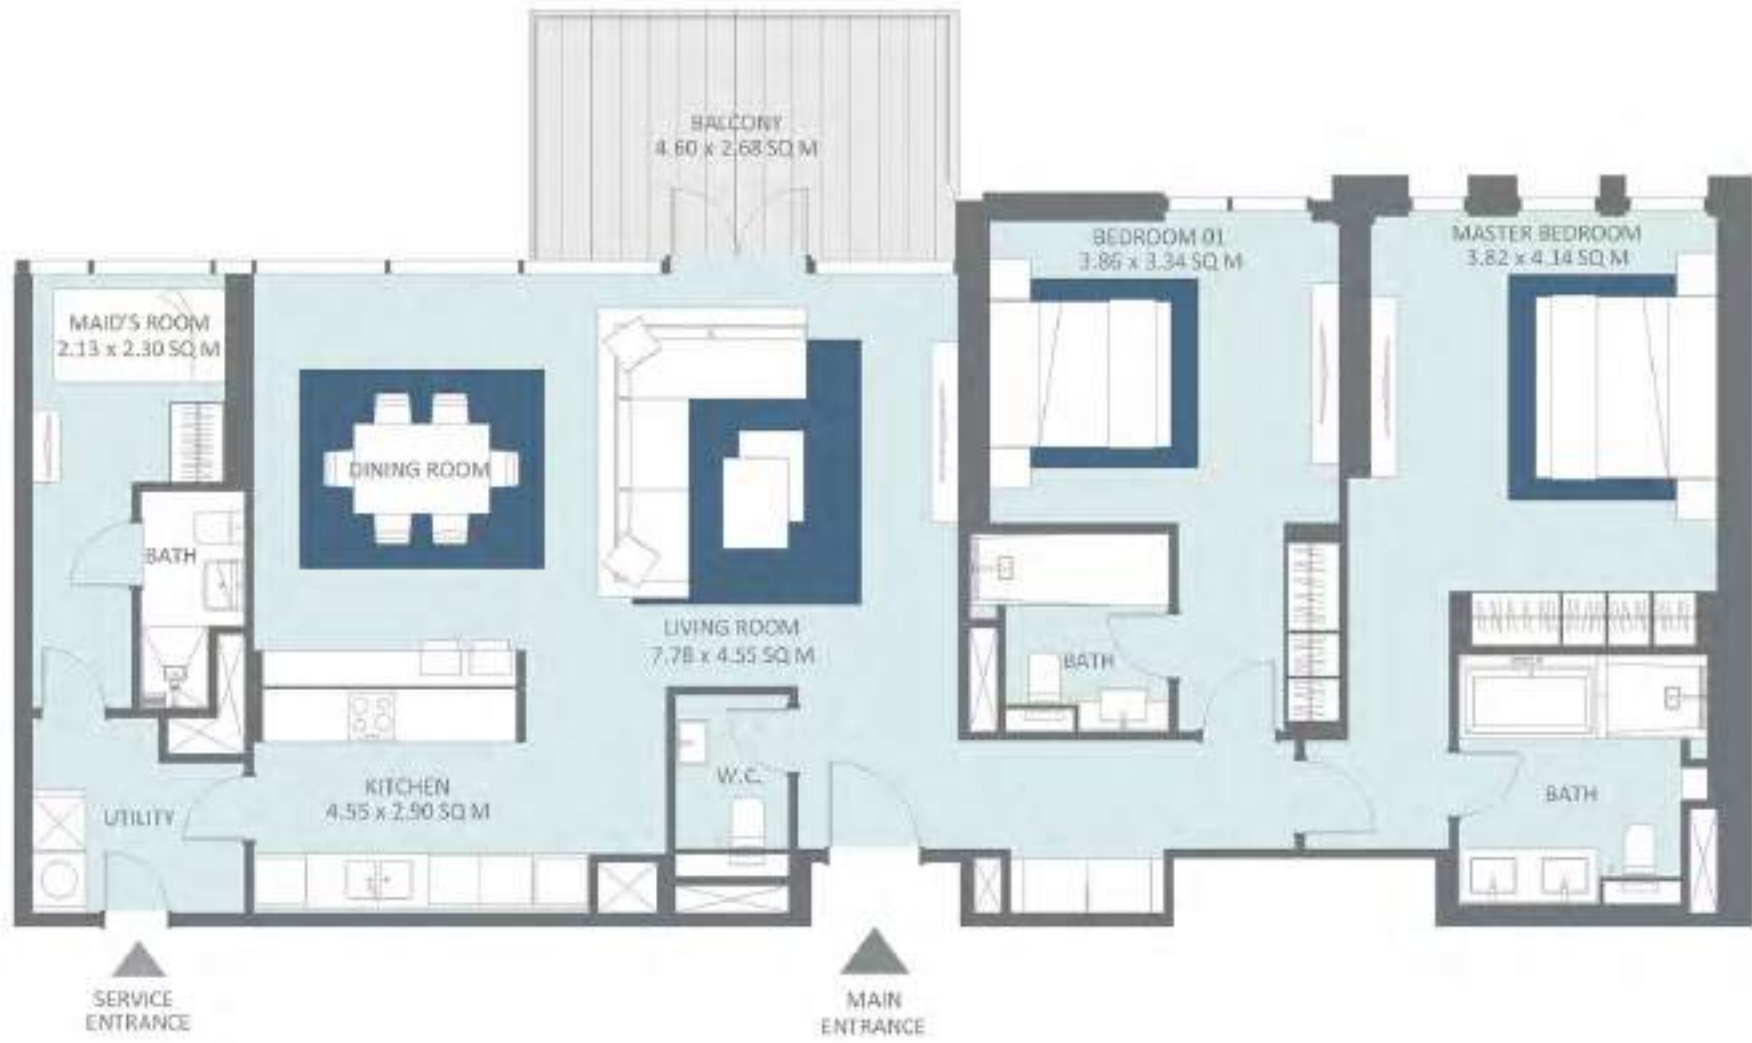 BALCONY
4.60 x 2.68 SQ M
BEDROOM 01
3.86 x 3.34 SQ M
MASTER BEDROOM
3.82 x 4.14 SQ M
MAID'S ROOM
2.13 x 2.30 SQ M
DINING ROOM
BATH
LIVING ROOM
7.78 x 4.55 SQ M
BATH
W.C.
KITCHEN
4.55 x 2.90 SQ M
UTILITY
BATH
SERVICE
ENTRANCE
MAIN
ENTRANCE